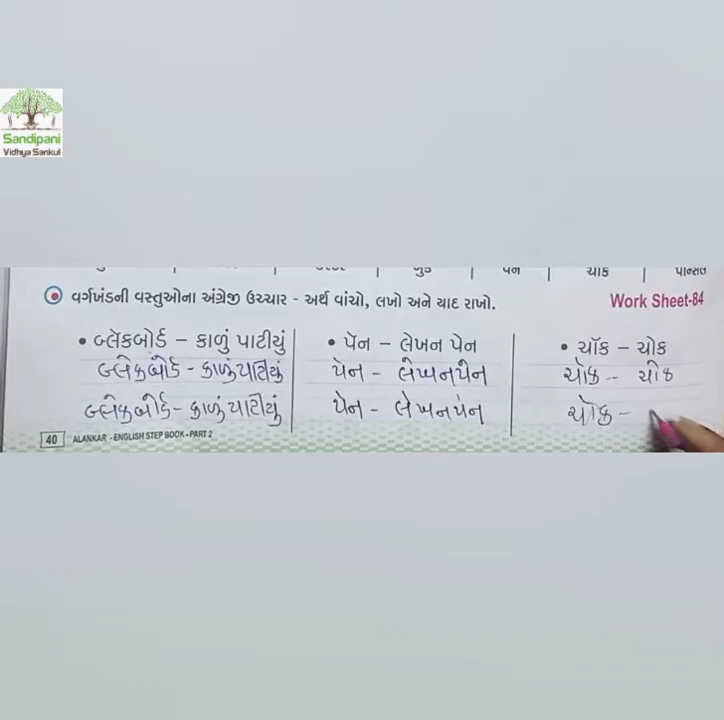 Sandipani
Vidhya Sankul
પેન | ચાક | પેન્સિલ
વર્ગખંડની વસ્તુઓના અંગ્રેજી ઉચ્ચાર - અર્થ વાંચો, લખો અને યાદ રાખો.
Work Sheet-84
• બ્લૅકબોર્ડ – કાળું પાટીયું
• પૅન – લેખન પેન
• ચૉક – ચોક
બ્લેકબોર્ડ - કાળું પાટીયું
પેન - લેખનપેન
ચોક - ચોક
બ્લેકબોર્ડ - કાળું પાટીયું
પેન - લેખનપેન
ચોક -
40 ALANKAR - ENGLISH STEP BOOK - PART 2